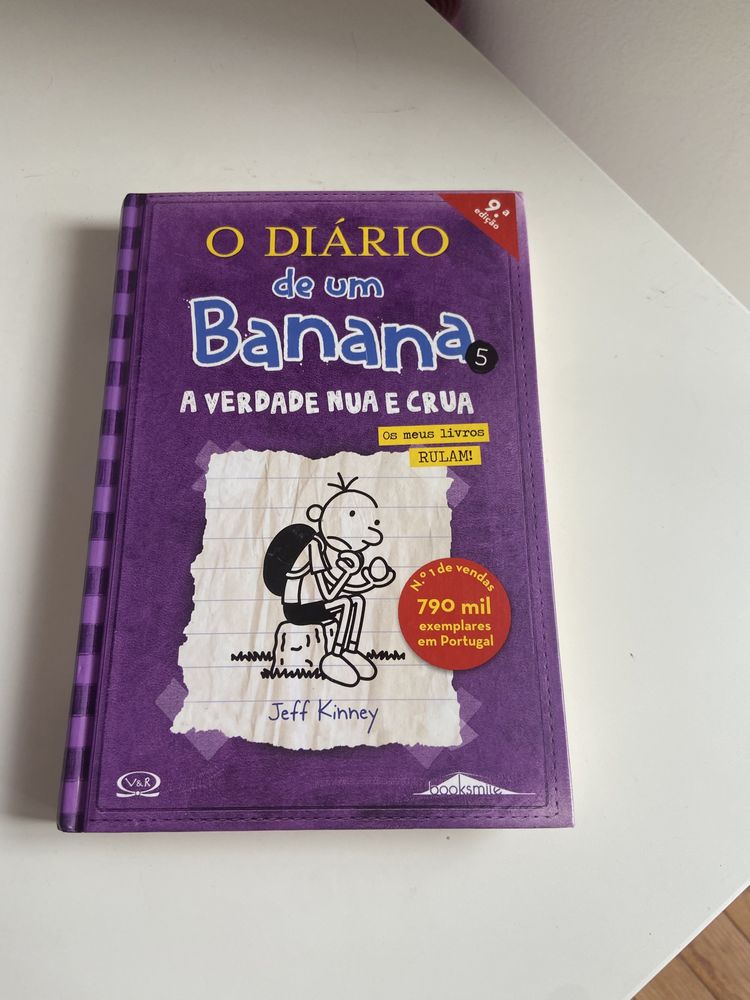 9.ª
edição
O DIÁRIO
de um
Banana
5
A VERDADE NUA E CRUA
Os meus livros
RULAM!
N.º 1 de vendas
790 mil
exemplares
em Portugal
Jeff Kinney
V&R
booksmile